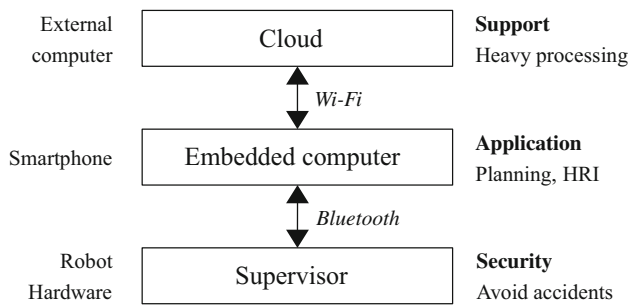 External
computer
Cloud
Support
Heavy processing
Wi-Fi
Smartphone
Embedded computer
Application
Planning, HRI
Bluetooth
Robot
Hardware
Supervisor
Security
Avoid accidents